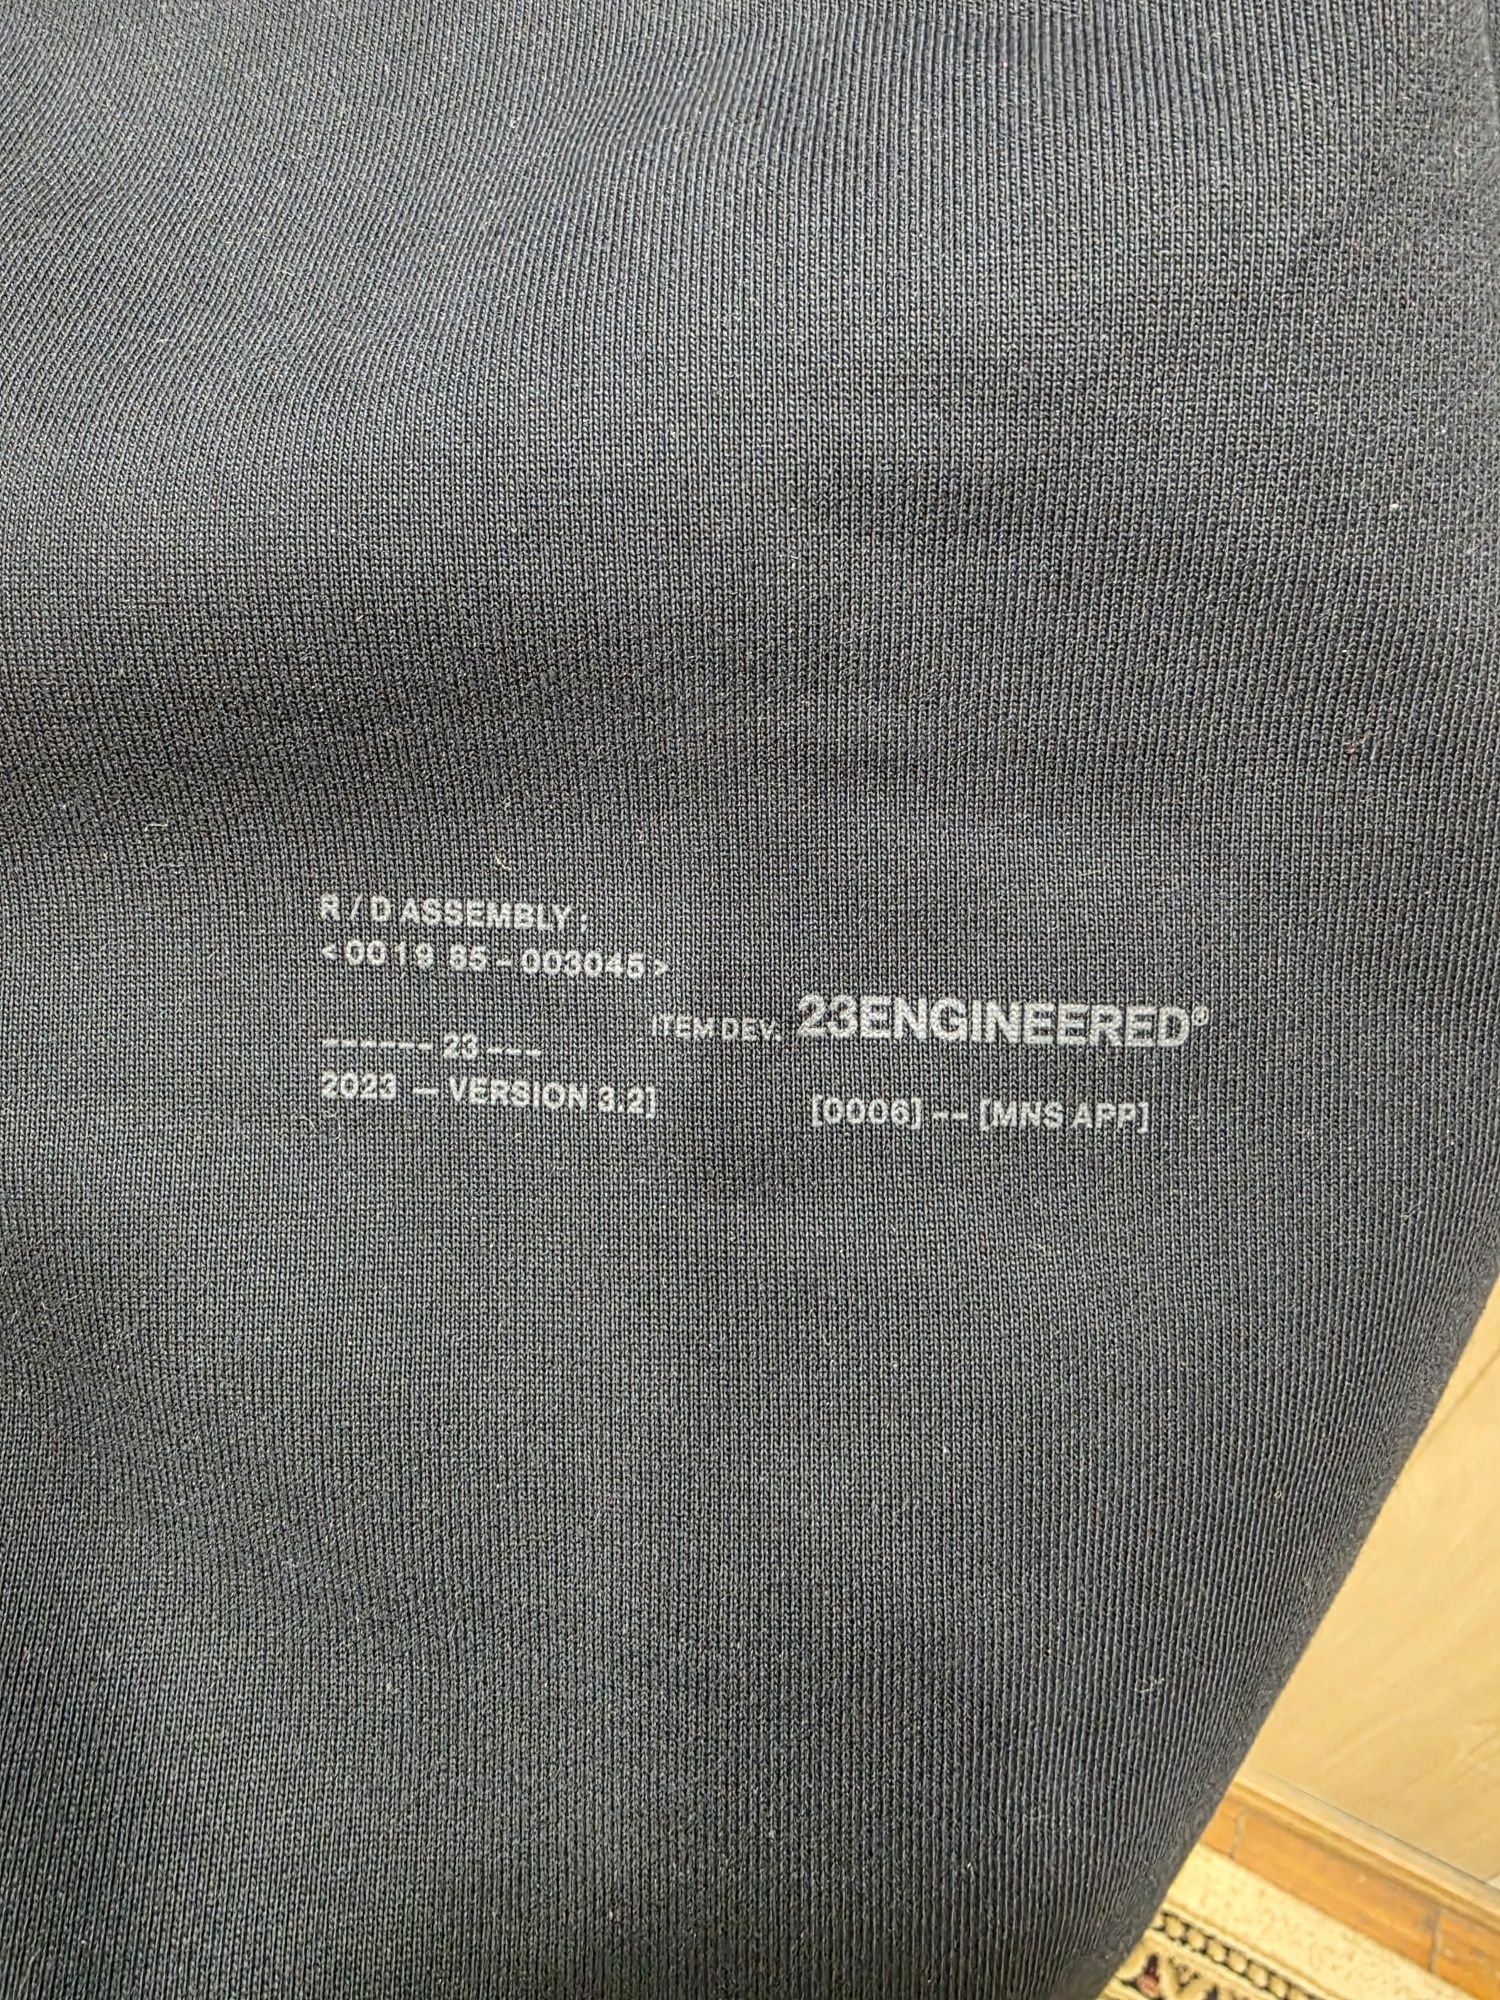 R / D ASSEMBLY ;
<0019 85 - 003045>
ITEM DEV. 23ENGINEERED®
------ 23 ---
2023 — VERSION 3.2]
[0006] -- [MNS APP]